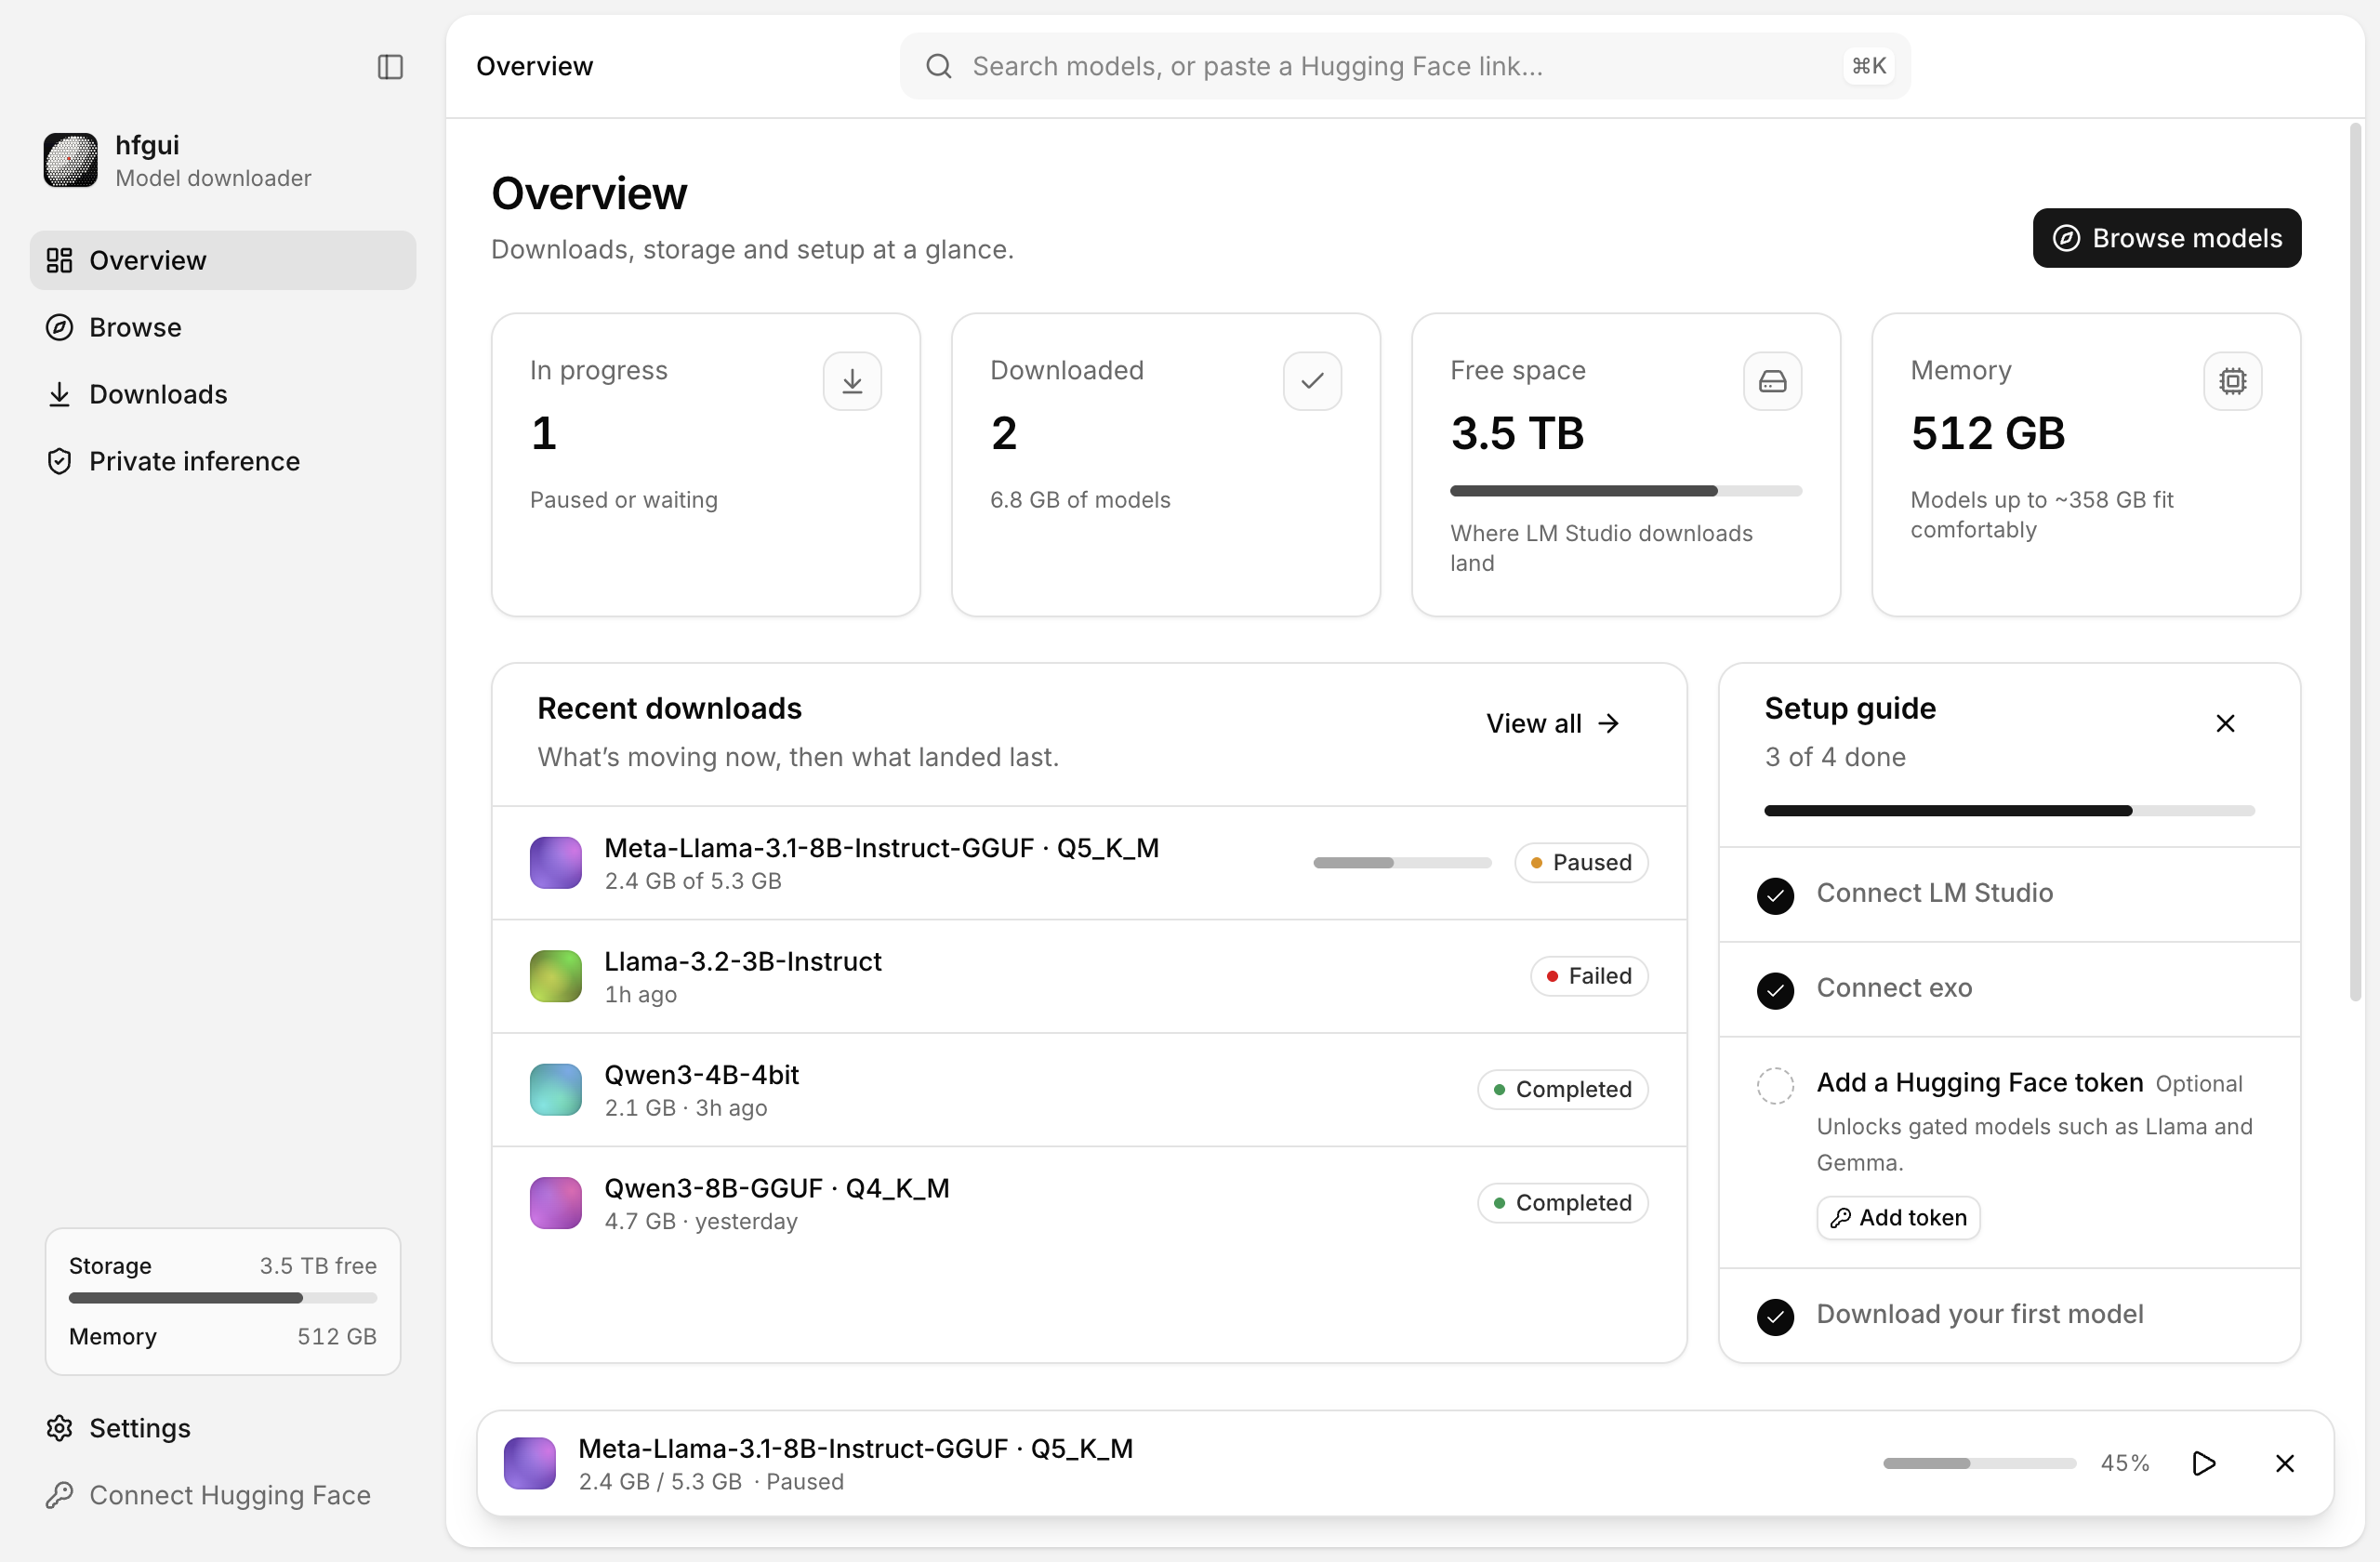 Overview
Search models, or paste a Hugging Face link...
⌘K
hfgui
Model downloader
Overview
Browse
Downloads
Private inference
Storage
3.5 TB free
Memory
512 GB
Settings
Connect Hugging Face
Overview
Downloads, storage and setup at a glance.
Browse models
In progress
1
Paused or waiting
Downloaded
2
6.8 GB of models
Free space
3.5 TB
Where LM Studio downloads
land
Memory
512 GB
Models up to ~358 GB fit
comfortably
Recent downloads
What’s moving now, then what landed last.
View all
Meta-Llama-3.1-8B-Instruct-GGUF · Q5_K_M
2.4 GB of 5.3 GB
Paused
Llama-3.2-3B-Instruct
1h ago
Failed
Qwen3-4B-4bit
2.1 GB · 3h ago
Completed
Qwen3-8B-GGUF · Q4_K_M
4.7 GB · yesterday
Completed
Setup guide
3 of 4 done
Connect LM Studio
Connect exo
Add a Hugging Face token Optional
Unlocks gated models such as Llama and
Gemma.
Add token
Download your first model
Meta-Llama-3.1-8B-Instruct-GGUF · Q5_K_M
2.4 GB / 5.3 GB · Paused
45%